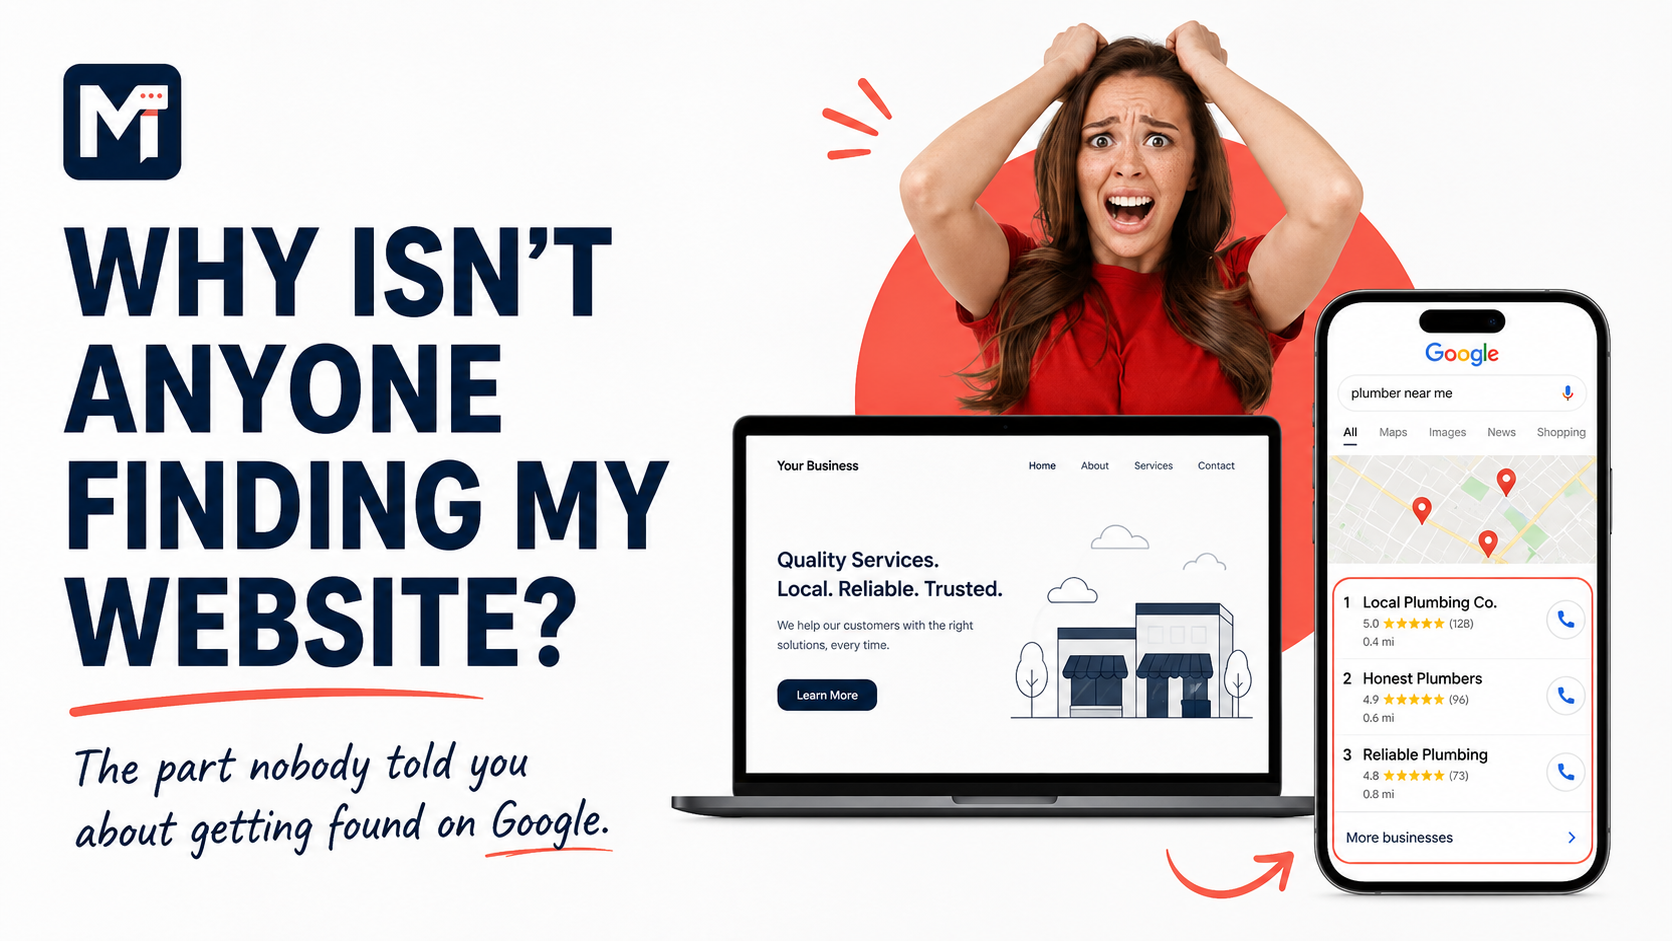 MT
WHY ISN'T
ANYONE
FINDING MY
WEBSITE?
The part nobody told you
about getting found on Google.
Your Business
Home About Services Contact
Quality Services.
Local. Reliable. Trusted.
We help our customers with the right
solutions, every time.
Learn More
Google
plumber near me
All Maps Images News Shopping
1 Local Plumbing Co.
5.0 ★★★★★ (128)
0.4 mi
2 Honest Plumbers
4.9 ★★★★★ (96)
0.6 mi
3 Reliable Plumbing
4.8 ★★★★★ (73)
0.8 mi
More businesses